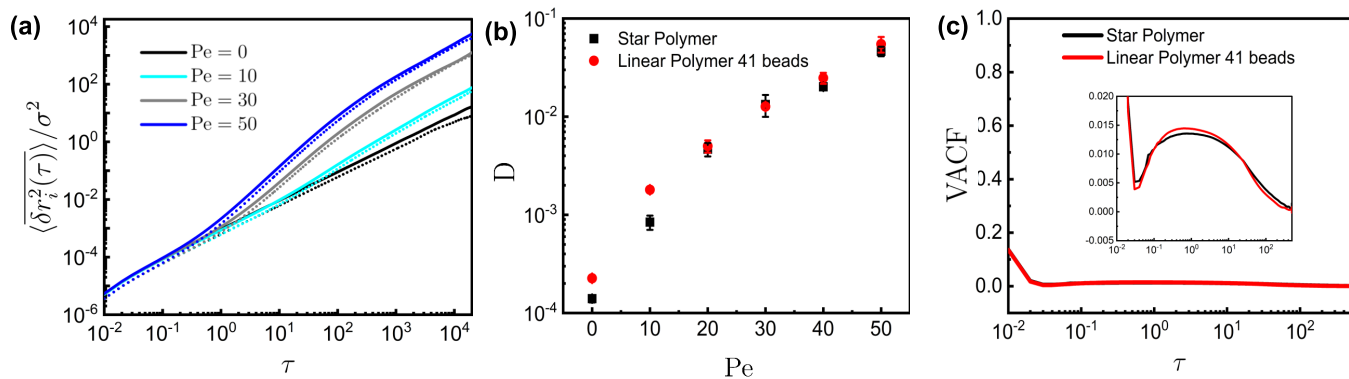 (a)
10^4
10^2
10^0
10^-2
10^-4
10^-6
⟨\overline{δr_i^2(τ)}⟩/σ^2
Pe = 0
Pe = 10
Pe = 30
Pe = 50
10^-2 10^-1 10^0 10^1 10^2 10^3 10^4
τ
(b)
10^-1
10^-2
10^-3
10^-4
D
Star Polymer
Linear Polymer 41 beads
0 10 20 30 40 50
Pe
(c)
1.0
0.8
0.6
0.4
0.2
0.0
VACF
Star Polymer
Linear Polymer 41 beads
0.020
0.015
0.010
0.005
0.000
-0.005
10^-2 10^-1 10^0 10^1 10^2
10^-2 10^-1 10^0 10^1 10^2
τ